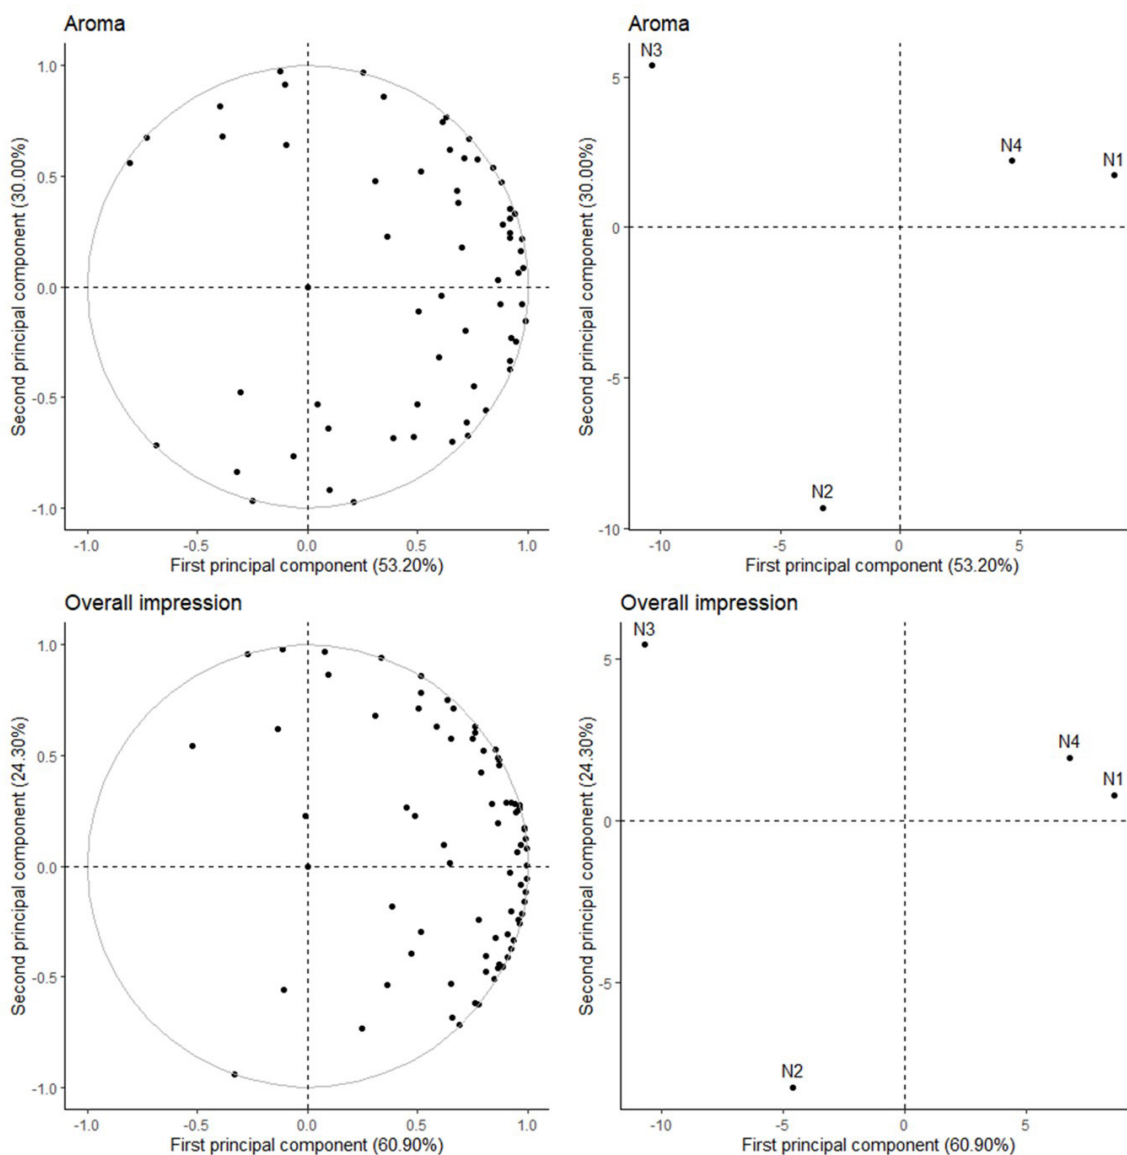 Aroma
1.0
0.5
0.0
-0.5
-1.0
Second principal component (30.00%)
-1.0 -0.5 0.0 0.5 1.0
First principal component (53.20%)
Aroma
N3
N4
N1
N2
5
0
-5
-10
Second principal component (30.00%)
-10 -5 0 5
First principal component (53.20%)
Overall impression
1.0
0.5
0.0
-0.5
-1.0
Second principal component (24.30%)
-1.0 -0.5 0.0 0.5 1.0
First principal component (60.90%)
Overall impression
N3
N4
N1
N2
5
0
-5
Second principal component (24.30%)
-10 -5 0 5
First principal component (60.90%)